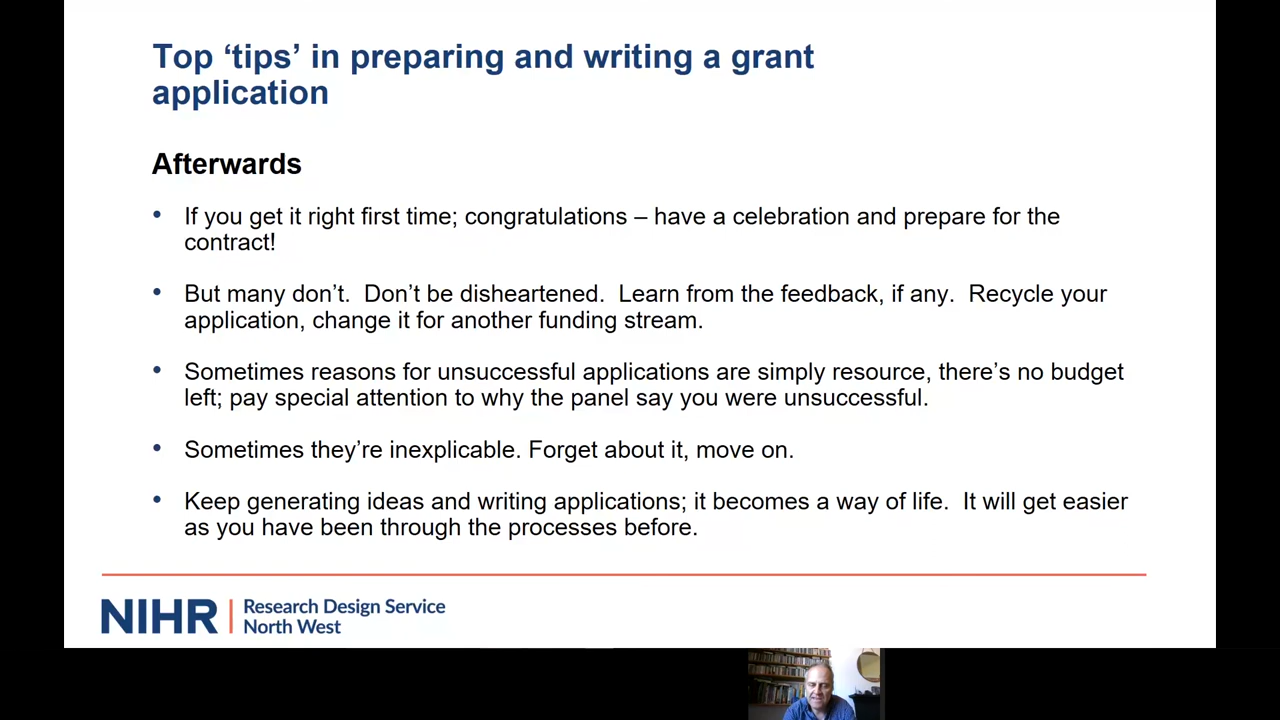 Top ‘tips’ in preparing and writing a grant
application
Afterwards
• If you get it right first time; congratulations – have a celebration and prepare for the
contract!
• But many don’t.  Don’t be disheartened.  Learn from the feedback, if any.  Recycle your
application, change it for another funding stream.
• Sometimes reasons for unsuccessful applications are simply resource, there’s no budget
left; pay special attention to why the panel say you were unsuccessful.
• Sometimes they’re inexplicable. Forget about it, move on.
• Keep generating ideas and writing applications; it becomes a way of life.  It will get easier
as you have been through the processes before.
NIHR | Research Design Service
North West